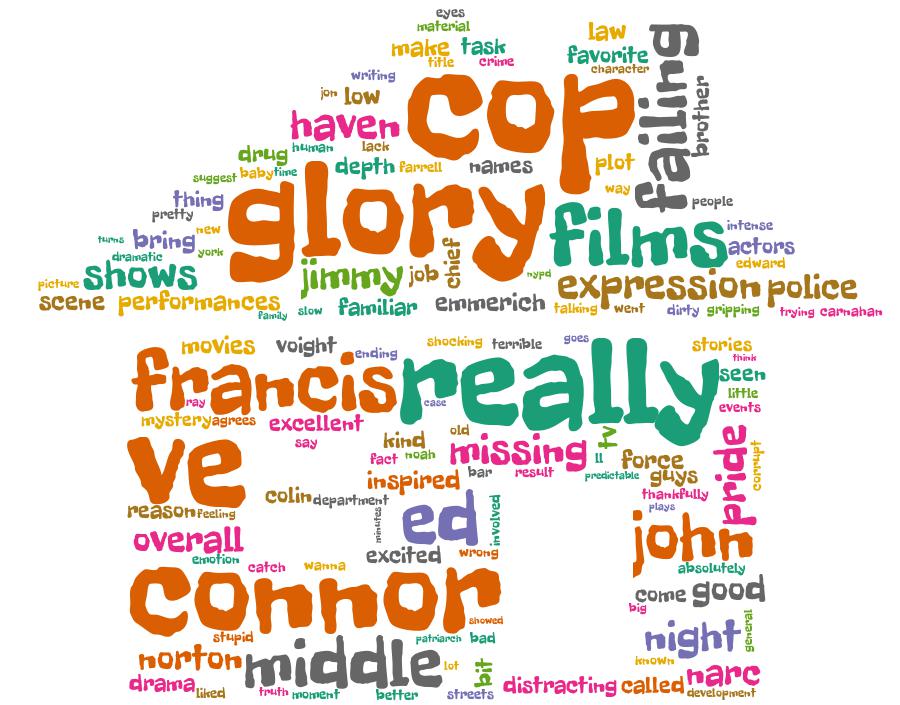 eyes
material
law
make task
favorite
title crime
character
failing
writing
cop
jon low
brother
haven
human lack
drug
depth farrell names plot
suggest baby time
glory
way
thing
people
pretty
new
films
intense
turns bring
actors
york
chief
dramatic
edward
shows jimmy job nypd
picture
expression police
scene performances
familiar emmerich
family slow
talking went dirty gripping trying carnahan
movies voight
shocking terrible goes
stories
ending
think
francis really
seen
ray
case
little
mystery agrees
excellent
events
old
say
kind
tv
pride
missing
fact noah
ll
force
corrupt
bar result
ve
inspired
predictable guys
colin department
thankfully
reason feeling
minutes
ed
involved
plays
john
overall
excited wrong
emotion catch wanna
absolutely
connor
come good
big
showed
general
stupid
patriarch bad
night
norton middle lot
known
bit
narc
drama liked
truth moment better streets
distracting called
development